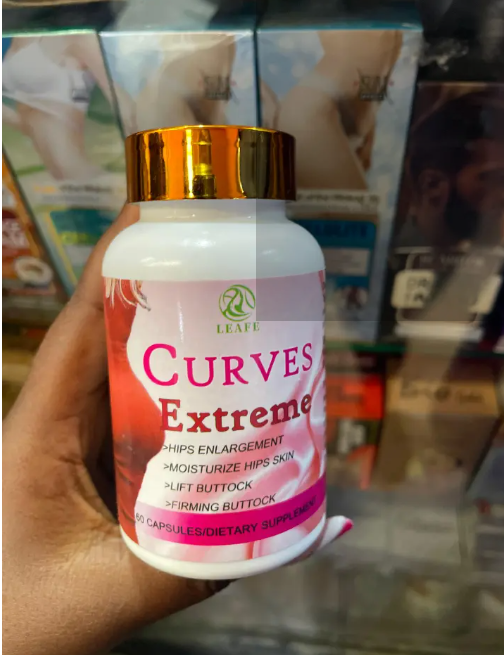 LEAFE
CURVES
Extreme
>HIPS ENLARGEMENT
>MOISTURIZE HIPS SKIN
>LIFT BUTTOCK
>FIRMING BUTTOCK
60 CAPSULES/DIETARY SUPPLEMENT